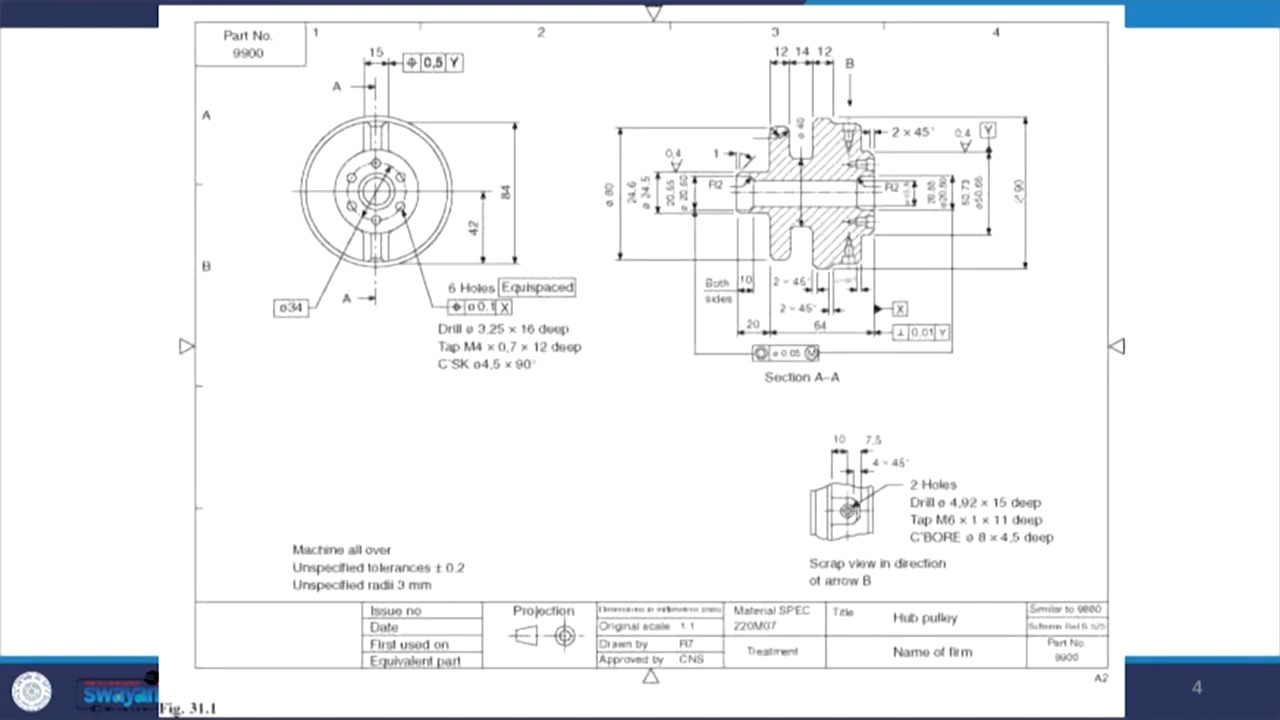 Part No.
9900
1
2
3
4
A
B
15
0,5 Y
A
84
42
A
ø34
6 Holes Equispaced
ø 0.1 X
Drill ø 3,25 × 16 deep
Tap M4 × 0,7 × 12 deep
C'SK ø4,5 × 90°
12 14 12
B
2 × 45°
0,4
Y
ø 40
0,4
1
R2
R2
ø 80
24,6
ø 24,5
20,55
ø 20,50
50,73
ø50,65
Both
sides
10
2 × 45°
2 × 45°
X
20
64
⊥ 0,01 Y
ø 0,05 M
Section A–A
10
7,5
4 × 45°
2 Holes
Drill ø 4,92 × 15 deep
Tap M6 × 1 × 11 deep
C'BORE ø 8 × 4,5 deep
Scrap view in direction
of arrow B
Machine all over
Unspecified tolerances ± 0.2
Unspecified radii 3 mm
Issue no
Date
First used on
Equivalent part
Projection
Original scale 1.1
Drawn by
Approved by CNS
Material SPEC
220M07
Treatment
Title
Hub pulley
Name of firm
Similar to 9880
Part No.
9900
A2
4
swayam
Fig. 31.1